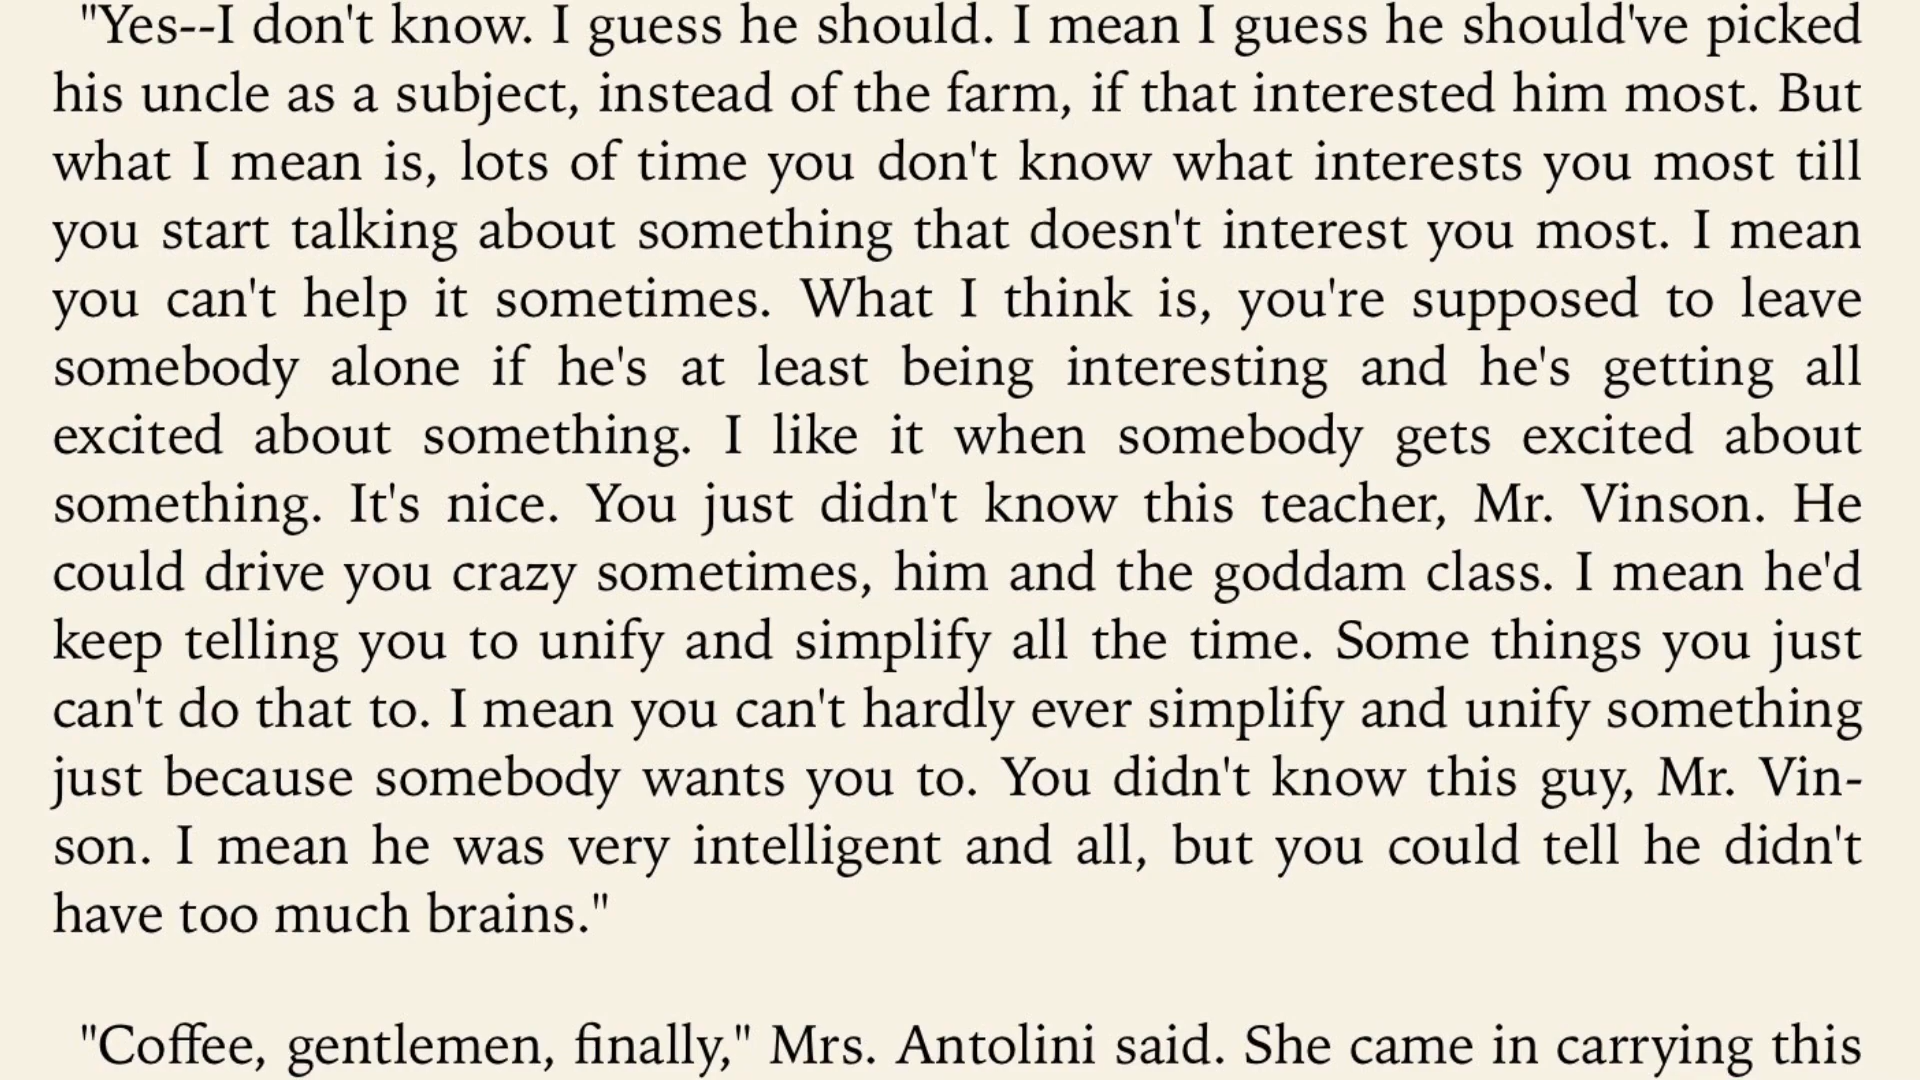 "Yes--I don't know. I guess he should. I mean I guess he should've picked
his uncle as a subject, instead of the farm, if that interested him most. But
what I mean is, lots of time you don't know what interests you most till
you start talking about something that doesn't interest you most. I mean
you can't help it sometimes. What I think is, you're supposed to leave
somebody alone if he's at least being interesting and he's getting all
excited about something. I like it when somebody gets excited about
something. It's nice. You just didn't know this teacher, Mr. Vinson. He
could drive you crazy sometimes, him and the goddam class. I mean he'd
keep telling you to unify and simplify all the time. Some things you just
can't do that to. I mean you can't hardly ever simplify and unify something
just because somebody wants you to. You didn't know this guy, Mr. Vin-
son. I mean he was very intelligent and all, but you could tell he didn't
have too much brains."
"Coffee, gentlemen, finally," Mrs. Antolini said. She came in carrying this